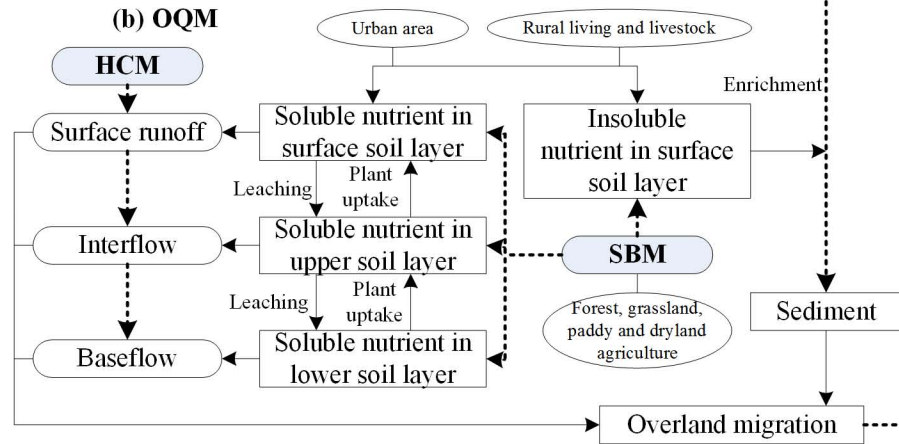 (b) OQM
Urban area
Rural living and livestock
HCM
Enrichment
Surface runoff
Soluble nutrient in
surface soil layer
Insoluble
nutrient in surface
soil layer
Leaching
Plant
uptake
Interflow
Soluble nutrient in
upper soil layer
SBM
Leaching
Plant
uptake
Forest, grassland,
paddy and dryland
agriculture
Sediment
Baseflow
Soluble nutrient in
lower soil layer
Overland migration